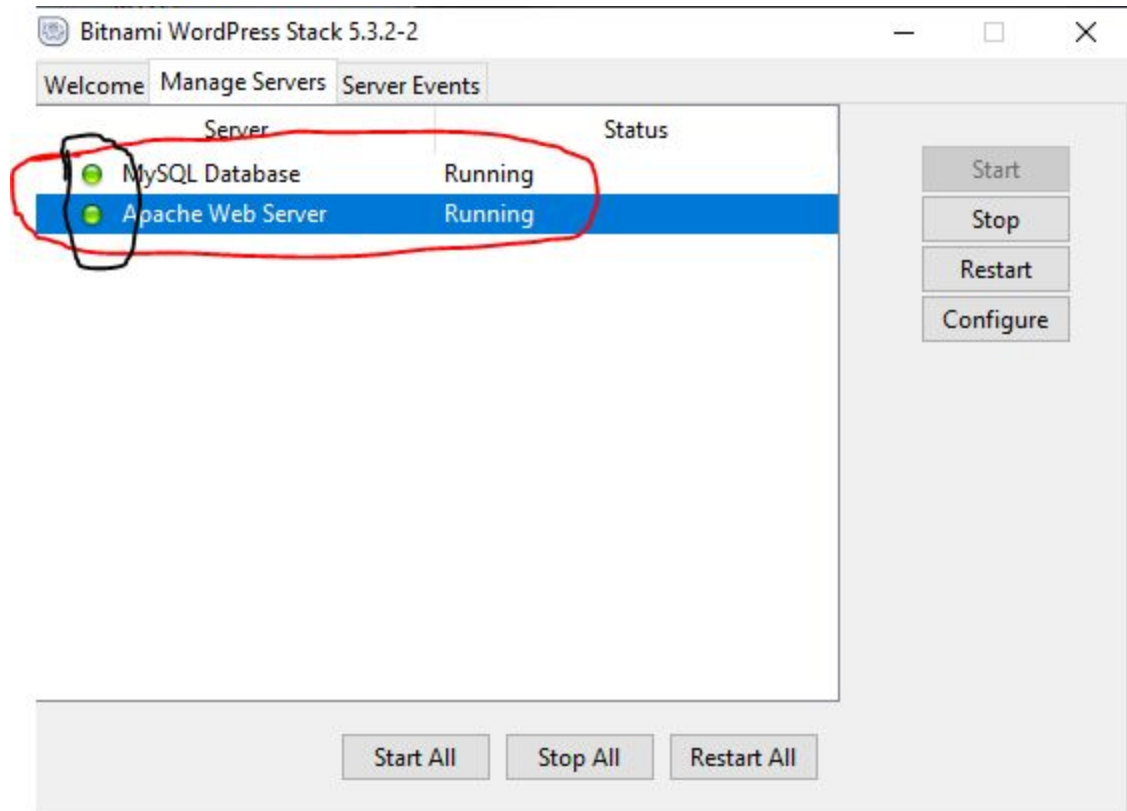 Bitnami WordPress Stack 5.3.2-2
Welcome Manage Servers Server Events
Server Status
MySQL Database Running
Apache Web Server Running
Start
Stop
Restart
Configure
Start All Stop All Restart All